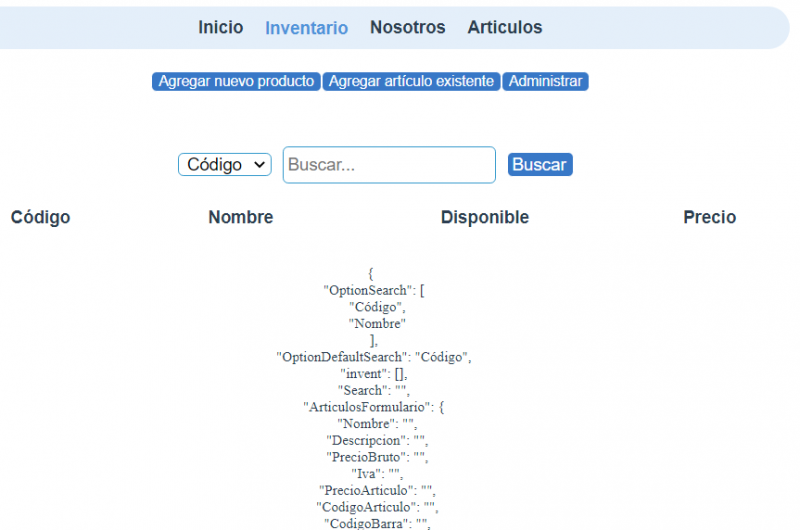 Inicio Inventario Nosotros Articulos
Agregar nuevo producto Agregar artículo existente Administrar
Código Buscar... Buscar
Código Nombre Disponible Precio
{
"OptionSearch": [
"Código",
"Nombre"
],
"OptionDefaultSearch": "Código",
"invent": [],
"Search": "",
"ArticulosFormulario": {
"Nombre": "",
"Descripcion": "",
"PrecioBruto": "",
"Iva": "",
"PrecioArticulo": "",
"CodigoArticulo": "",
"CodigoBarra": "",